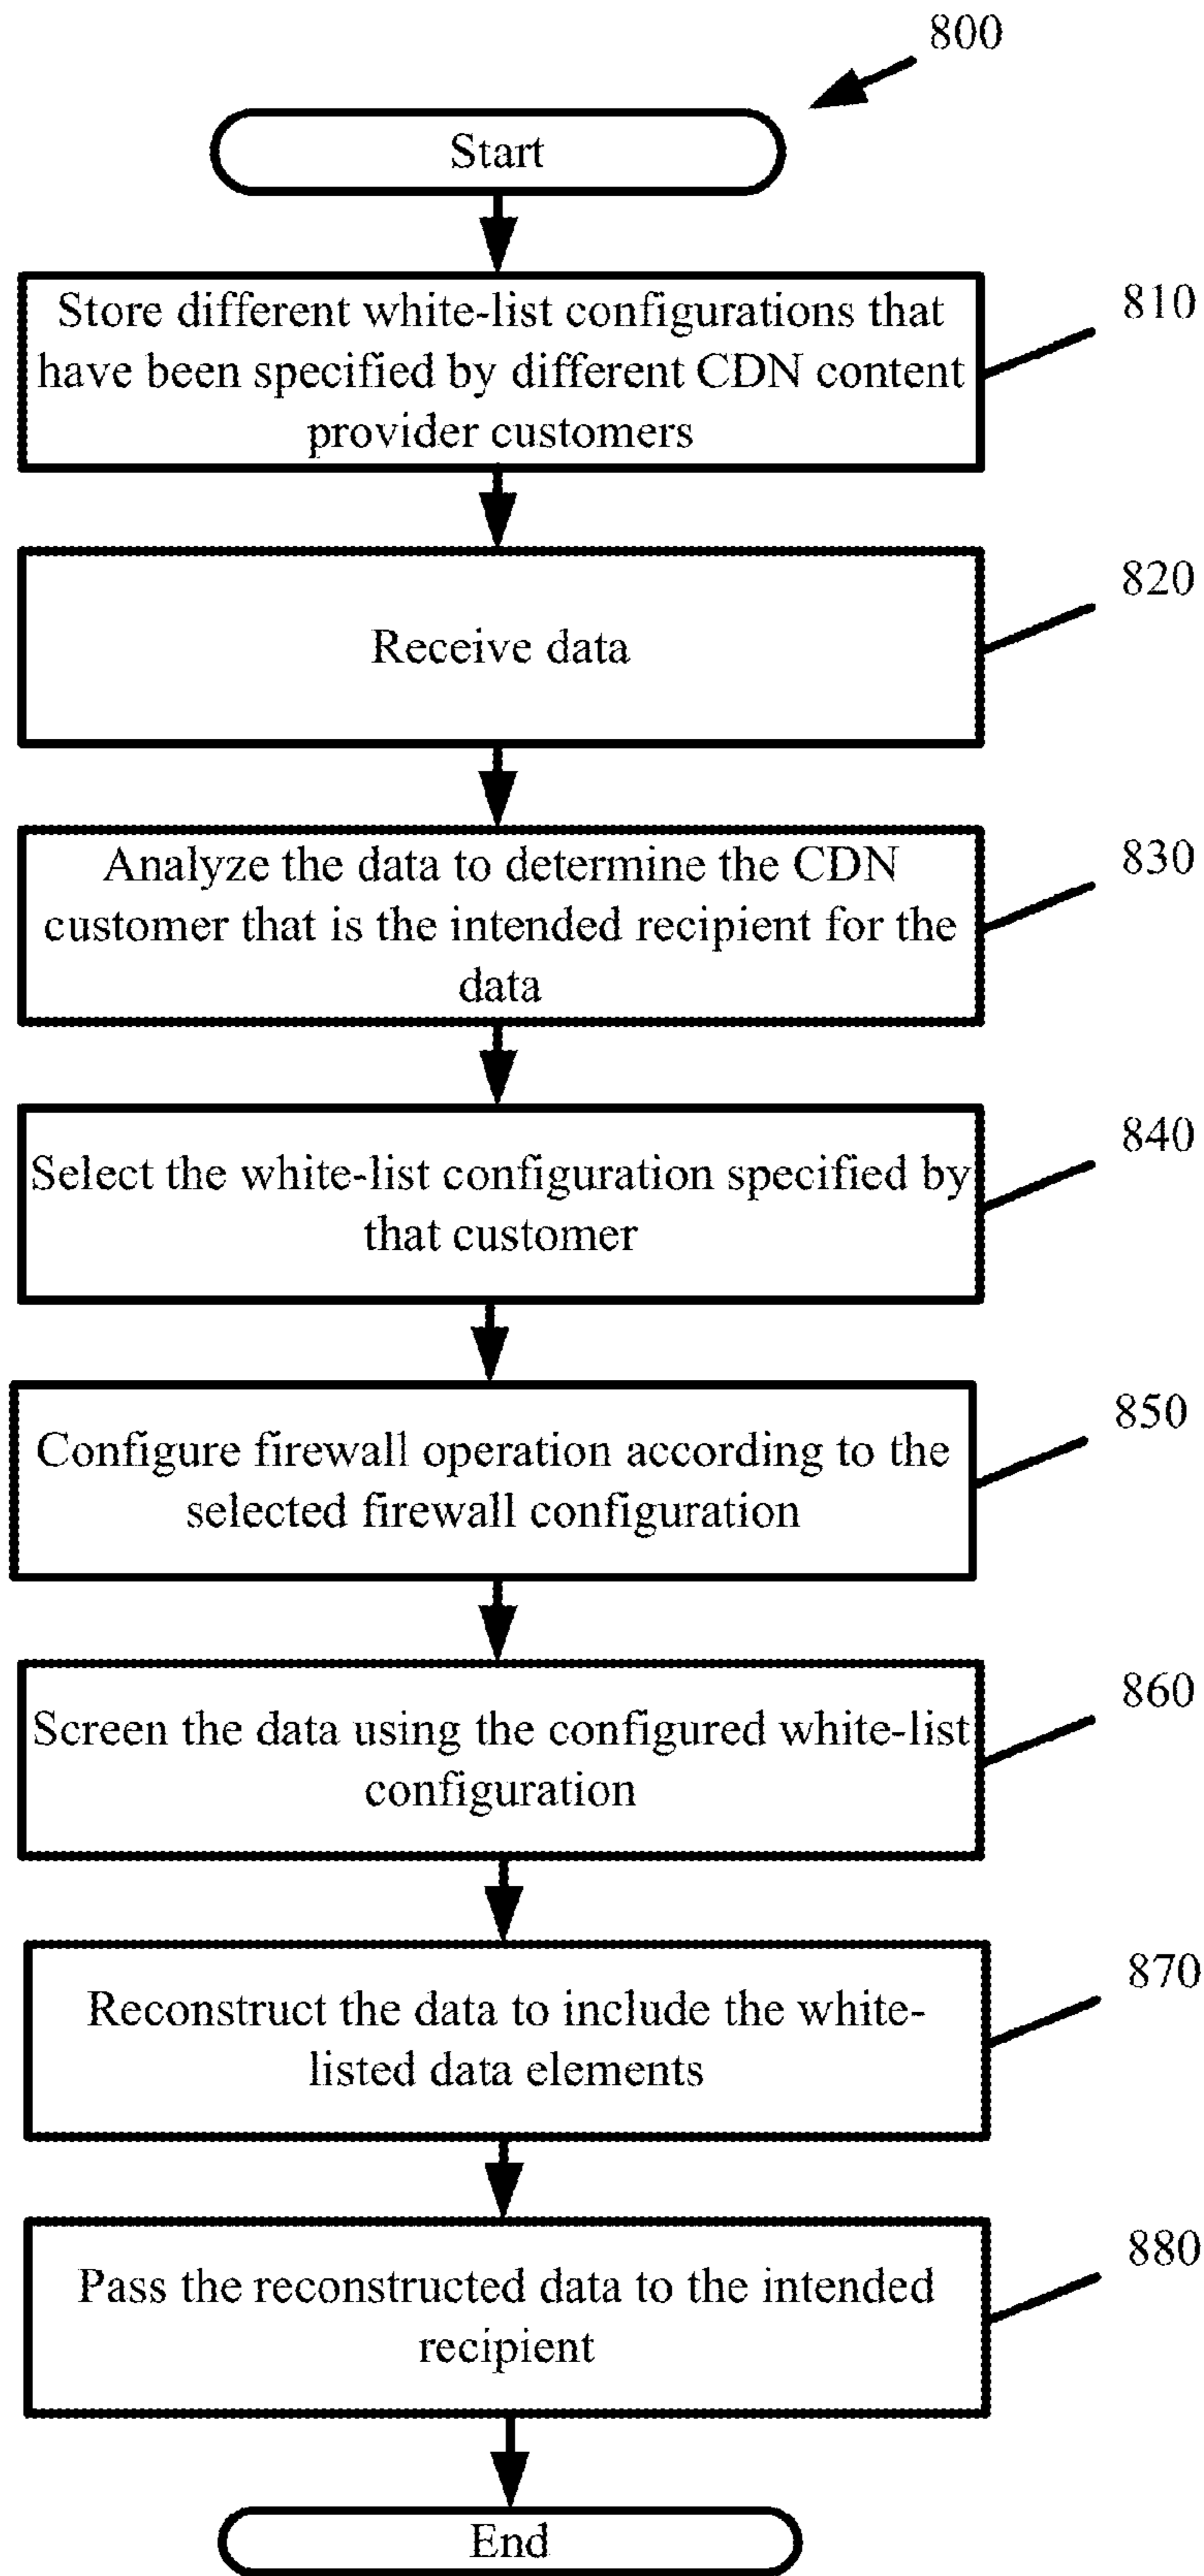 800
Start
Store different white-list configurations that
have been specified by different CDN content
provider customers
810
Receive data
820
Analyze the data to determine the CDN
customer that is the intended recipient for the
data
830
Select the white-list configuration specified by
that customer
840
Configure firewall operation according to the
selected firewall configuration
850
Screen the data using the configured white-list
configuration
860
Reconstruct the data to include the white-
listed data elements
870
Pass the reconstructed data to the intended
recipient
880
End